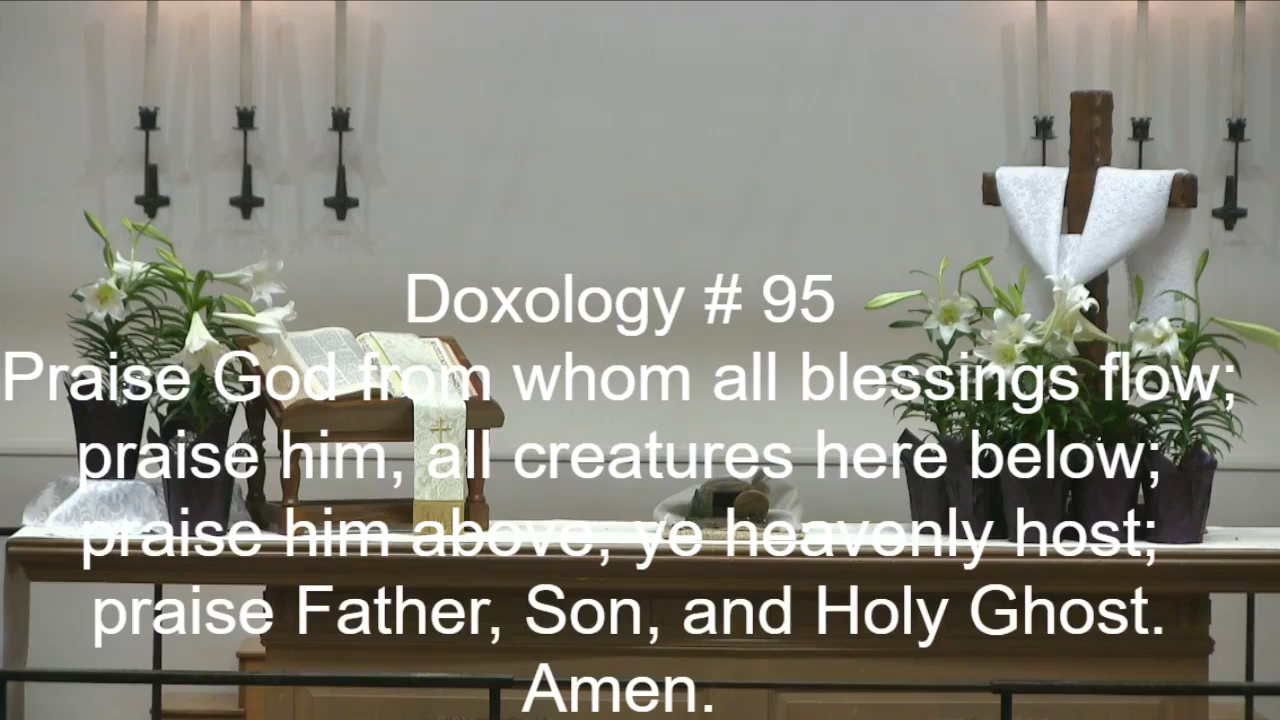 Doxology # 95
Praise God from whom all blessings flow;
praise him, all creatures here below;
praise him above, ye heavenly host;
praise Father, Son, and Holy Ghost.
Amen.